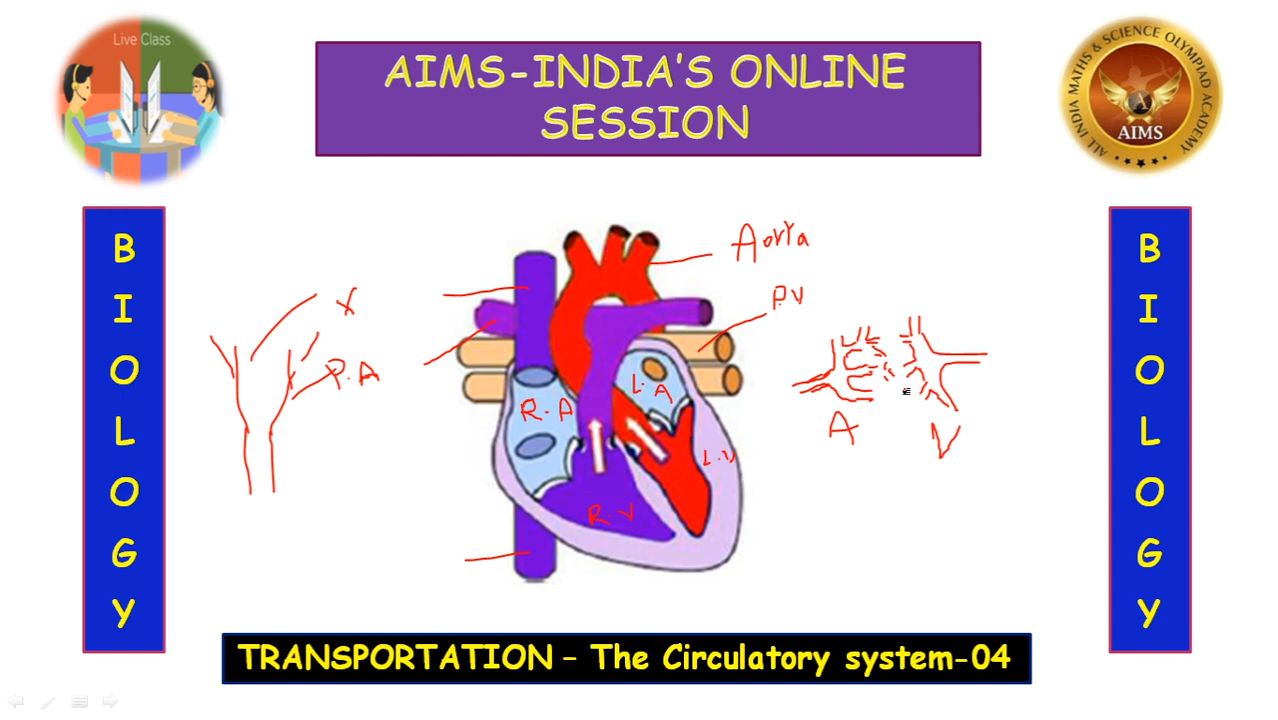 Live Class
AIMS-INDIA'S ONLINE
SESSION
ALL INDIA MATHS & SCIENCE OLYMPIAD ACADEMY
A
AIMS
B
I
O
L
O
G
Y
X
P.A
Aorta
P.V
R.A
L.A
L.V
R.V
A
V
B
I
O
L
O
G
Y
TRANSPORTATION – The Circulatory system-04